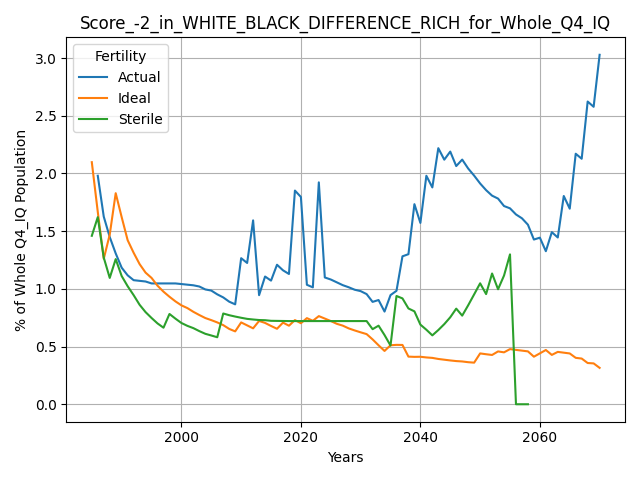 Score_-2_in_WHITE_BLACK_DIFFERENCE_RICH_for_Whole_Q4_IQ
Fertility
Actual
Ideal
Sterile
% of Whole Q4_IQ Population
3.0
2.5
2.0
1.5
1.0
0.5
0.0
2000
2020
2040
2060
Years